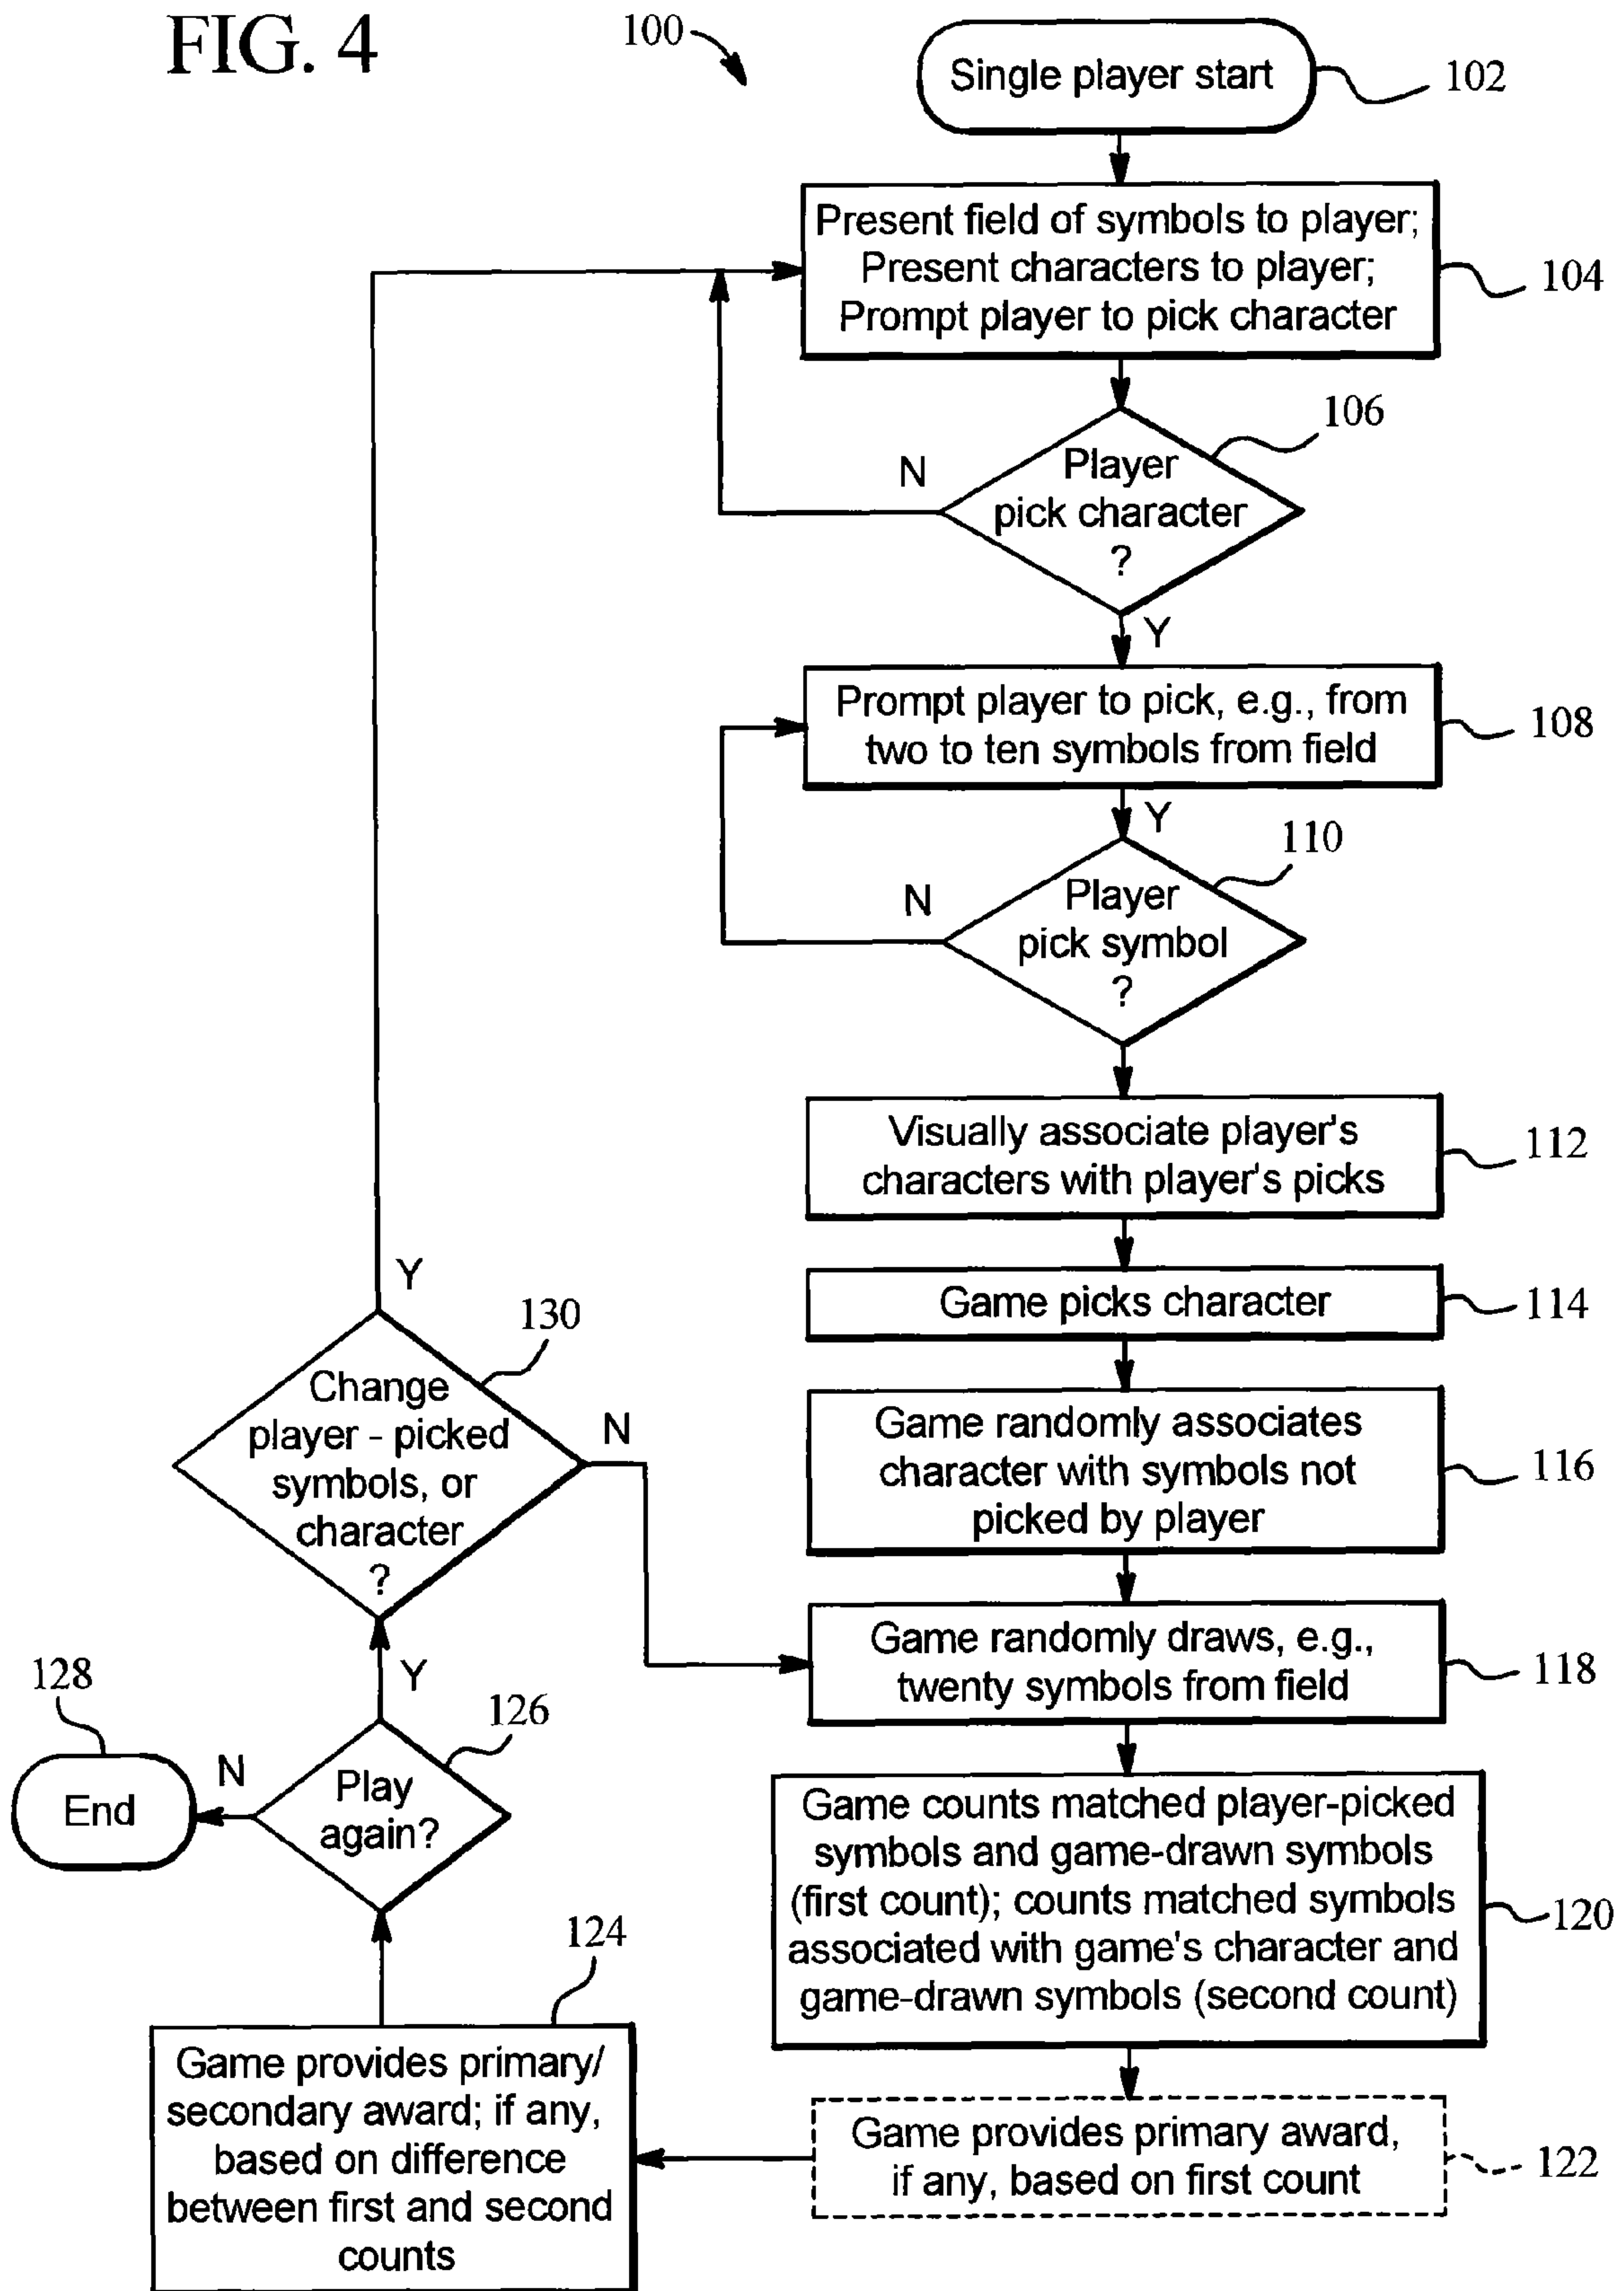 FIG. 4
100
Single player start
102
Present field of symbols to player;
Present characters to player;
Prompt player to pick character
104
106
Player
pick character
?
N
Y
Prompt player to pick, e.g., from
two to ten symbols from field
108
Y
110
Player
pick symbol
?
N
Visually associate player's
characters with player's picks
112
Game picks character
114
Game randomly associates
character with symbols not
picked by player
116
Game randomly draws, e.g.,
twenty symbols from field
118
Game counts matched player-picked
symbols and game-drawn symbols
(first count); counts matched symbols
associated with game's character and
game-drawn symbols (second count)
120
Game provides primary award,
if any, based on first count
122
124
Game provides primary/
secondary award; if any,
based on difference
between first and second
counts
126
Play
again?
N
128
End
Y
130
Change
player - picked
symbols, or
character
?
N
Y